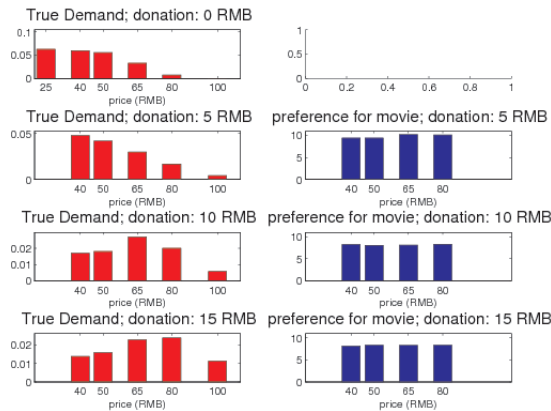 True Demand; donation: 0 RMB
0.1
0.05
0
25 40 50 65 80 100
price (RMB)
1
0.5
0
0 0.2 0.4 0.6 0.8 1
True Demand; donation: 5 RMB
0.05
0
40 50 65 80 100
price (RMB)
preference for movie; donation: 5 RMB
10
5
0
40 50 65 80
price (RMB)
True Demand; donation: 10 RMB
0.02
0.01
0
40 50 65 80 100
price (RMB)
preference for movie; donation: 10 RMB
10
5
0
40 50 65 80
price (RMB)
True Demand; donation: 15 RMB
0.02
0.01
0
40 50 65 80 100
price (RMB)
preference for movie; donation: 15 RMB
10
5
0
40 50 65 80
price (RMB)